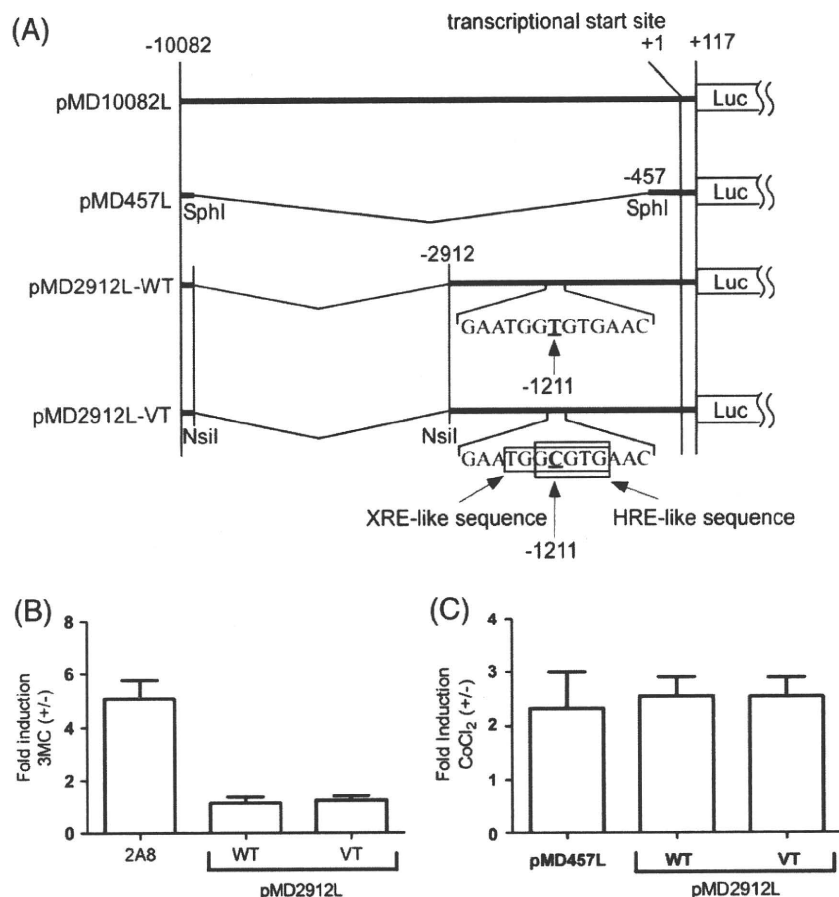 (A)
transcriptional start site
-10082
+1
+117
pMD10082L
Luc
-457
pMD457L
SphI
SphI
Luc
-2912
pMD2912L-WT
Luc
GAATGGTGTGAAC
-1211
pMD2912L-VT
Luc
NsiI
NsiI
GAATGGCGTGAAC
XRE-like sequence
HRE-like sequence
-1211
(B)
Fold induction
3MC (+/-)
8
6
4
2
0
2A8
WT
VT
pMD2912L
(C)
Fold Induction
CoCl₂ (+/-)
4
3
2
1
0
pMD457L
WT
VT
pMD2912L